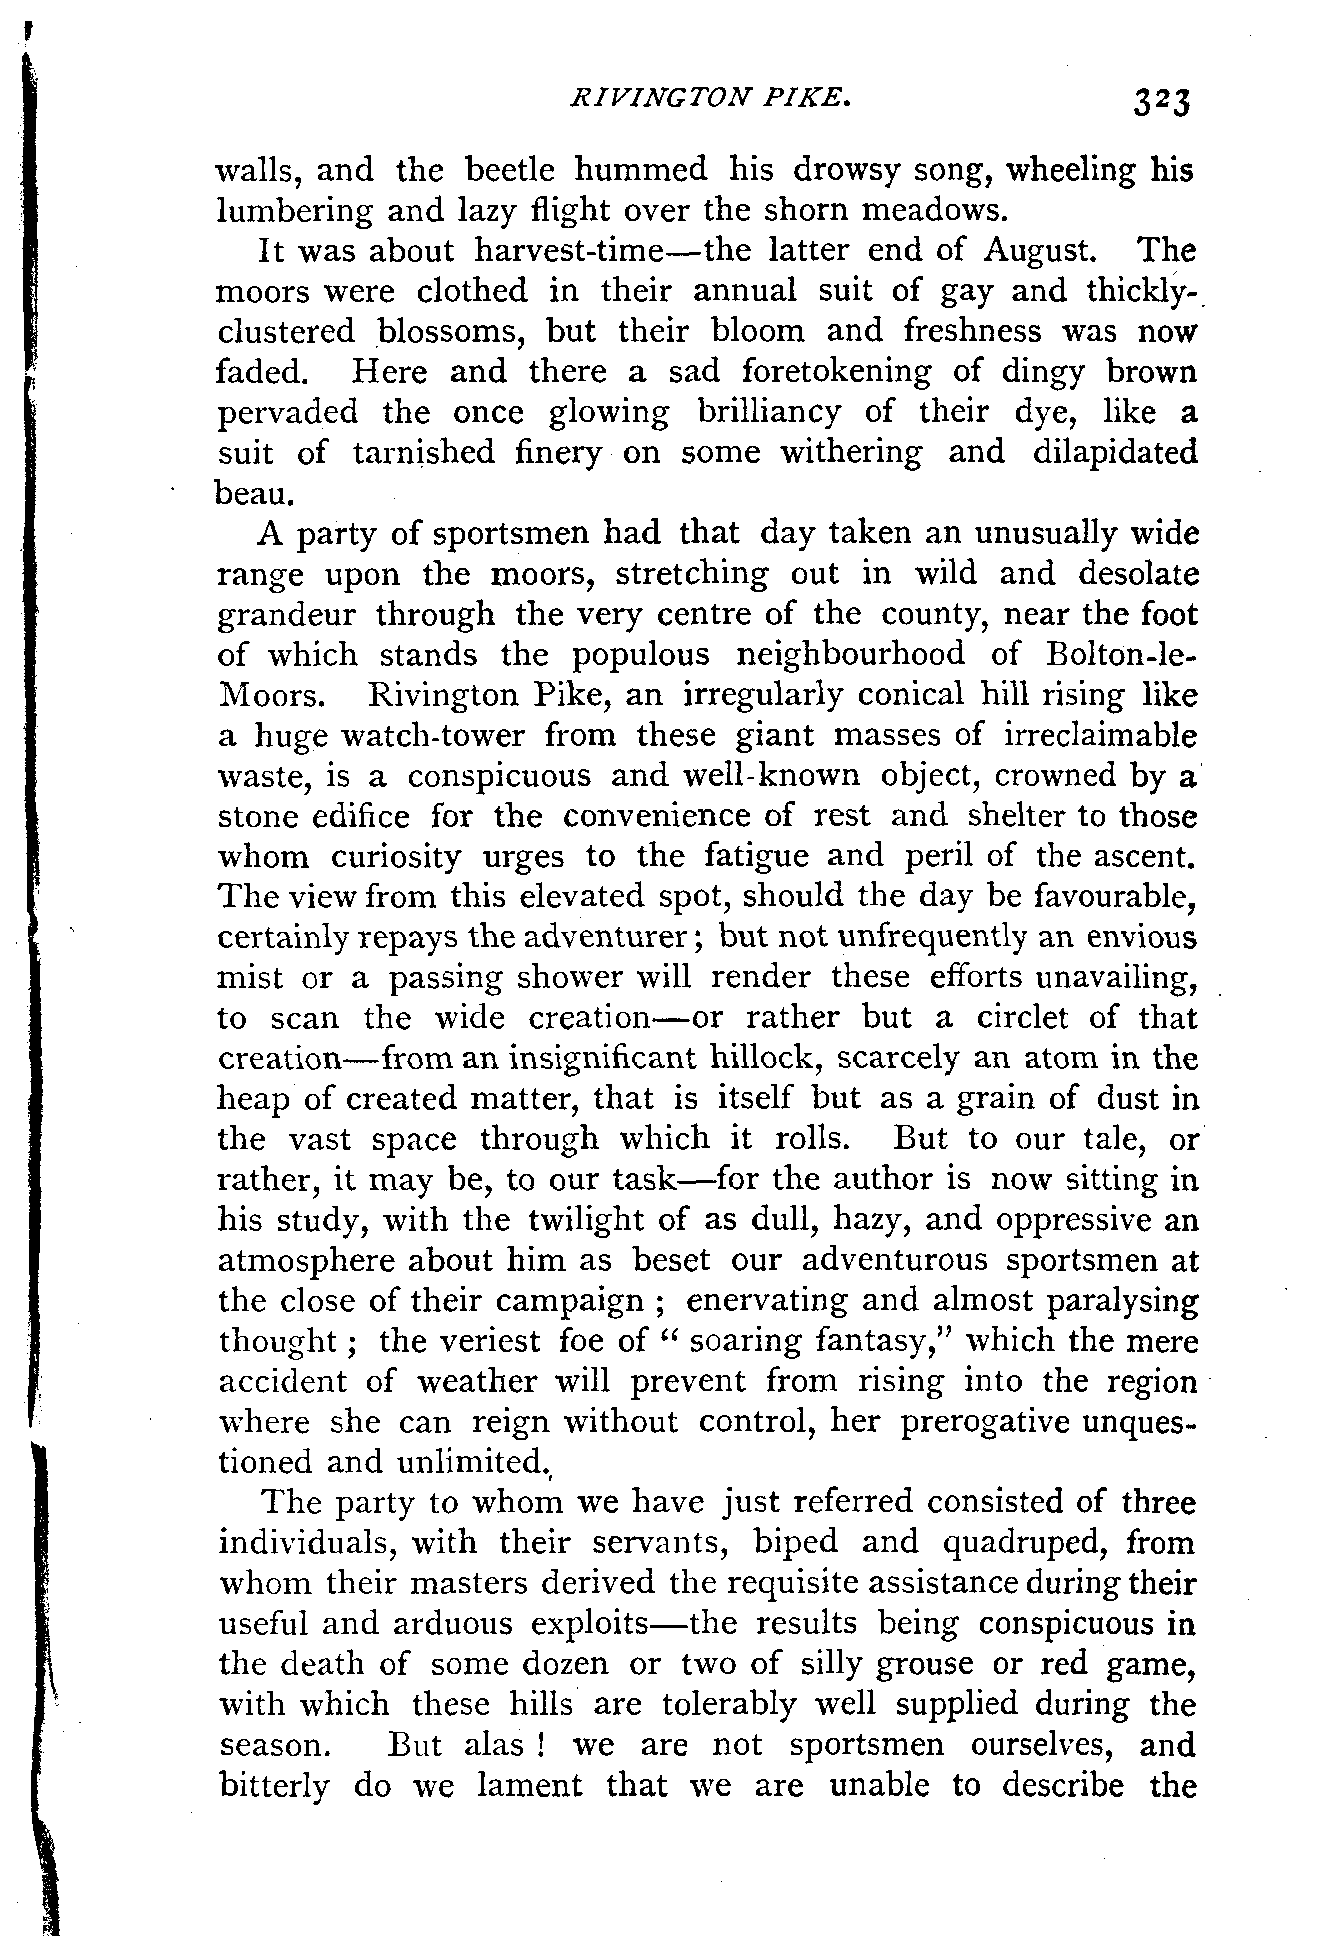 RIVINGTON PIKE. 323
walls, and the beetle hummed his drowsy song, wheeling his
lumbering and lazy flight over the shorn meadows.
It was about harvest-time—the latter end of August. The
moors were clothed in their annual suit of gay and thickly-
clustered blossoms, but their bloom and freshness was now
faded. Here and there a sad foretokening of dingy brown
pervaded the once glowing brilliancy of their dye, like a
suit of tarnished finery on some withering and dilapidated
beau.
A party of sportsmen had that day taken an unusually wide
range upon the moors, stretching out in wild and desolate
grandeur through the very centre of the county, near the foot
of which stands the populous neighbourhood of Bolton-le-
Moors. Rivington Pike, an irregularly conical hill rising like
a huge watch-tower from these giant masses of irreclaimable
waste, is a conspicuous and well-known object, crowned by a
stone edifice for the convenience of rest and shelter to those
whom curiosity urges to the fatigue and peril of the ascent.
The view from this elevated spot, should the day be favourable,
certainly repays the adventurer; but not unfrequently an envious
mist or a passing shower will render these efforts unavailing,
to scan the wide creation—or rather but a circlet of that
creation—from an insignificant hillock, scarcely an atom in the
heap of created matter, that is itself but as a grain of dust in
the vast space through which it rolls. But to our tale, or
rather, it may be, to our task—for the author is now sitting in
his study, with the twilight of as dull, hazy, and oppressive an
atmosphere about him as beset our adventurous sportsmen at
the close of their campaign; enervating and almost paralysing
thought; the veriest foe of "soaring fantasy," which the mere
accident of weather will prevent from rising into the region
where she can reign without control, her prerogative unques-
tioned and unlimited.
The party to whom we have just referred consisted of three
individuals, with their servants, biped and quadruped, from
whom their masters derived the requisite assistance during their
useful and arduous exploits—the results being conspicuous in
the death of some dozen or two of silly grouse or red game,
with which these hills are tolerably well supplied during the
season. But alas! we are not sportsmen ourselves, and
bitterly do we lament that we are unable to describe the